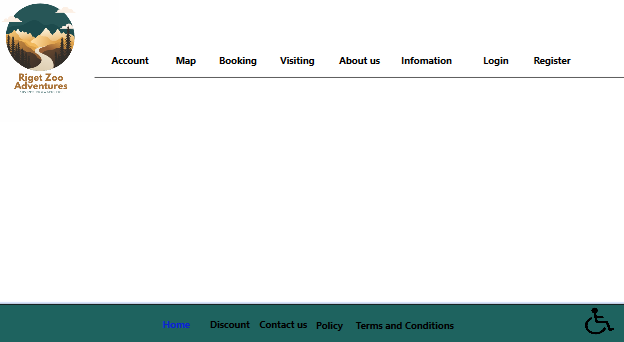 Account Map Booking Visiting About us Infomation Login Register
Riget Zoo
Adventures
Home Discount Contact us Policy Terms and Conditions